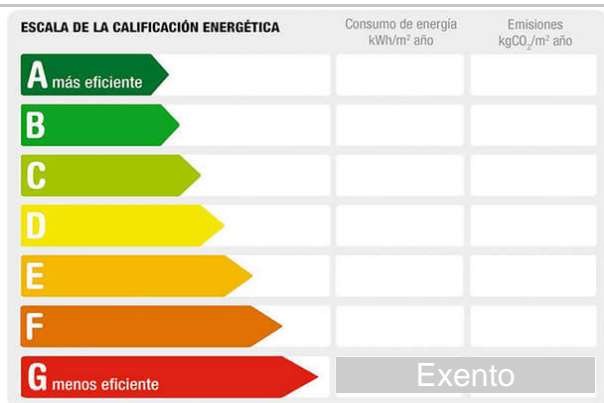 ESCALA DE LA CALIFICACIÓN ENERGÉTICA
Consumo de energía
kWh/m² año
Emisiones
kgCO₂/m² año
A más eficiente
B
C
D
E
F
G menos eficiente
Exento